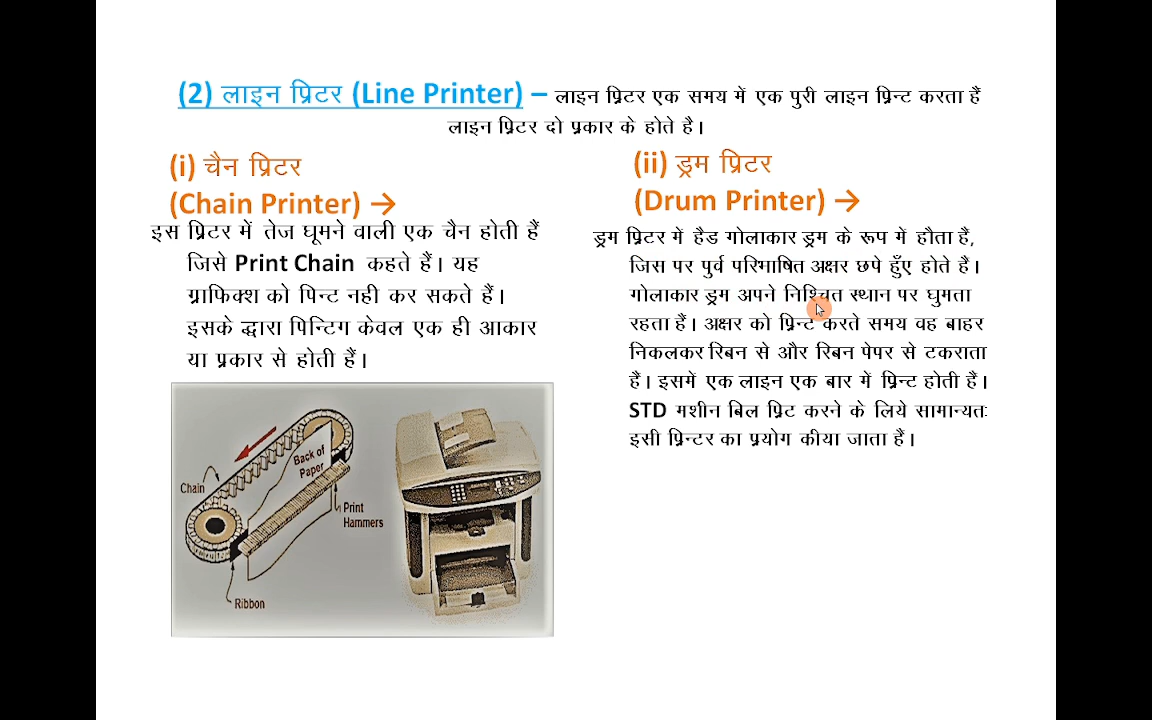 (2) लाइन प्रिटर (Line Printer) – लाइन प्रिटर एक समय में एक पुरी लाइन प्रिन्ट करता हैं
लाइन प्रिटर दो प्रकार के होते हैं।
(i) चैन प्रिटर
(Chain Printer) →
इस प्रिटर में तेज घूमने वाली एक चैन होती हैं
जिसे Print Chain कहते हैं। यह
ग्राफिक्श को पिन्ट नही कर सकते हैं।
इसके द्धारा पिन्टिग केवल एक ही आकार
या प्रकार से होती हैं।
Chain
Back of
Paper
Print
Hammers
Ribbon
(ii) ड्रम प्रिटर
(Drum Printer) →
ड्रम प्रिटर में हैड गोलाकार ड्रम के रूप में हौता हैं,
जिस पर पुर्व परिभाषित अक्षर छपे हुँए होते हैं।
गोलाकार ड्रम अपने निश्चित स्थान पर घुमता
रहता हैं। अक्षर को प्रिन्ट करते समय वह बाहर
निकलकर रिबन से और रिबन पेपर से टकराता
हैं। इसमें एक लाइन एक बार में प्रिन्ट होती हैं।
STD मशीन बिल प्रिट करने के लिये सामान्यतः
इसी प्रिन्टर का प्रयोग कीया जाता हैं।